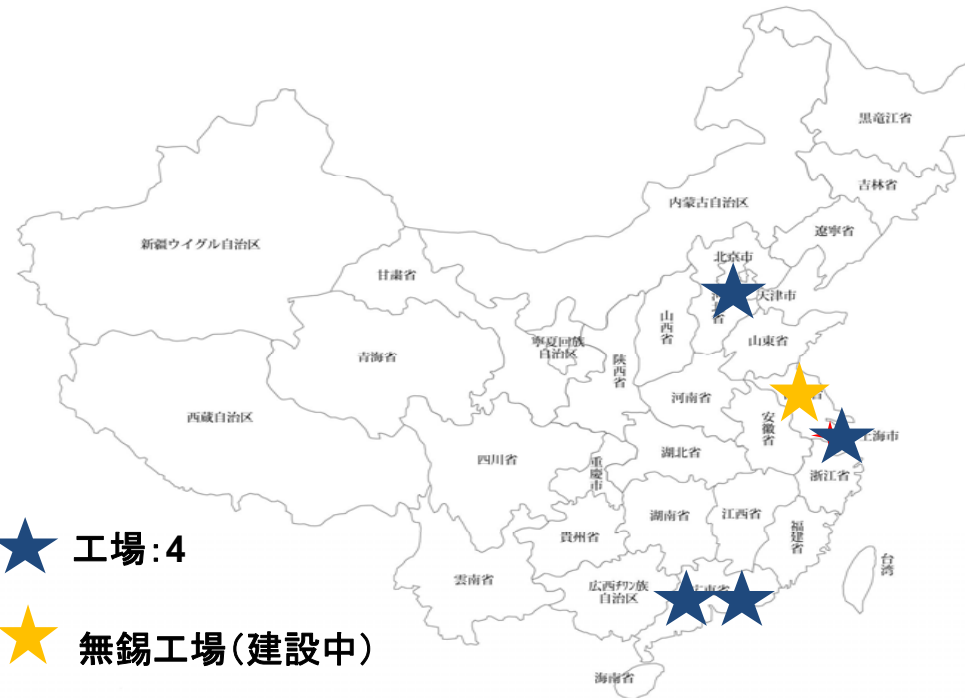 黒竜江省
吉林省
内蒙古自治区
遼寧省
新疆ウイグル自治区
北京市
甘粛省
天津市
省
山西省
山東省
寧夏回族
自治区
青海省
陝西省
河南省
省
西蔵自治区
安徽省
上海市
湖北省
四川省
重慶市
浙江省
湖南省
江西省
福建省
貴州省
工場:4
台湾
雲南省
広西チワン族
自治区
広東省
無錫工場(建設中)
海南省